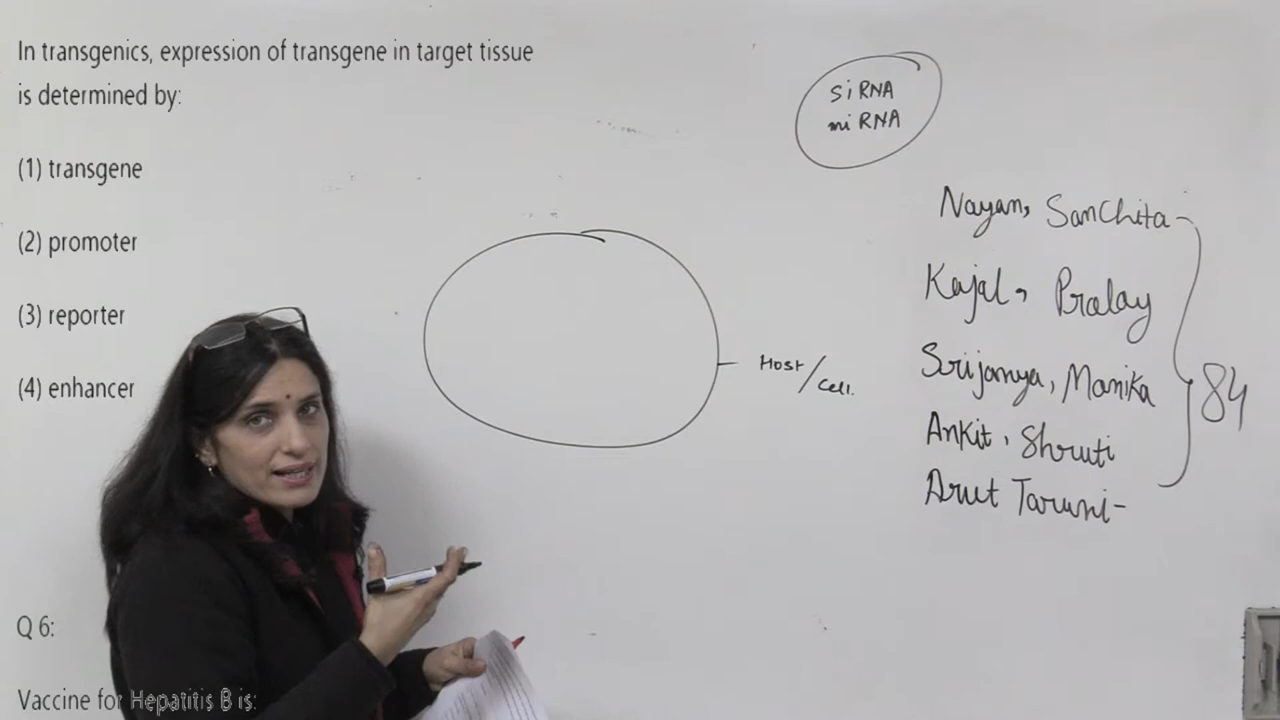 In transgenics, expression of transgene in target tissue
is determined by:
(1) transgene
(2) promoter
(3) reporter
(4) enhancer
Q 6:
Vaccine for Hepatitis B is:
siRNA
miRNA
Host/Cell.
Nayan, Sanchita
Kajal, Pralay
Srijanya, Manika
Ankit, Shruti
Arut Taruni
84